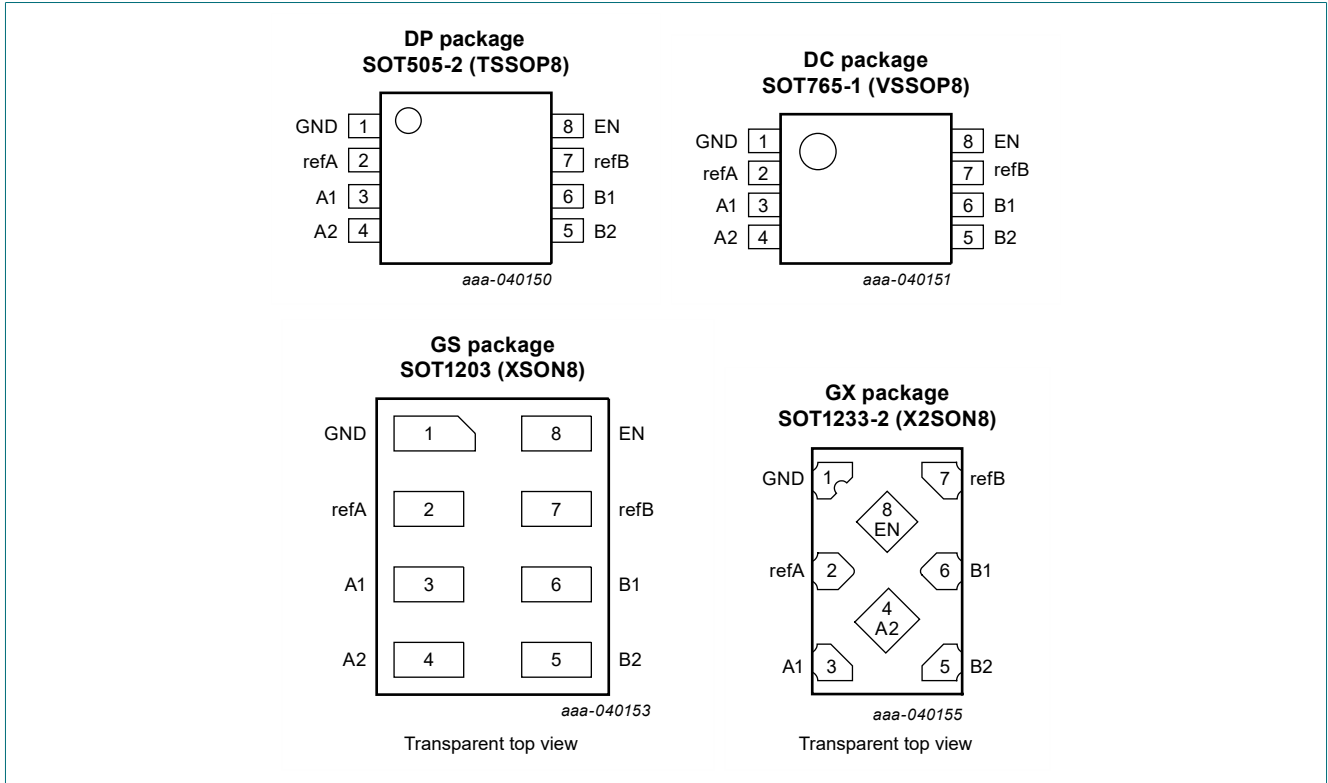 DP package
SOT505-2 (TSSOP8)
GND 1 8 EN
refA 2 7 refB
A1 3 6 B1
A2 4 5 B2
aaa-040150
DC package
SOT765-1 (VSSOP8)
GND 1 8 EN
refA 2 7 refB
A1 3 6 B1
A2 4 5 B2
aaa-040151
GS package
SOT1203 (XSON8)
GND 1 8 EN
refA 2 7 refB
A1 3 6 B1
A2 4 5 B2
aaa-040153
Transparent top view
GX package
SOT1233-2 (X2SON8)
GND 1 7 refB
8
EN
refA 2 6 B1
4
A2
A1 3 5 B2
aaa-040155
Transparent top view